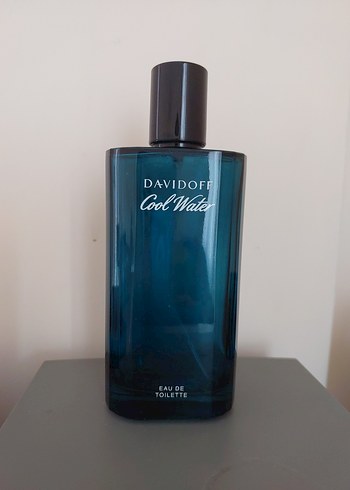 DAVIDOFF
Cool Water
EAU DE
TOILETTE